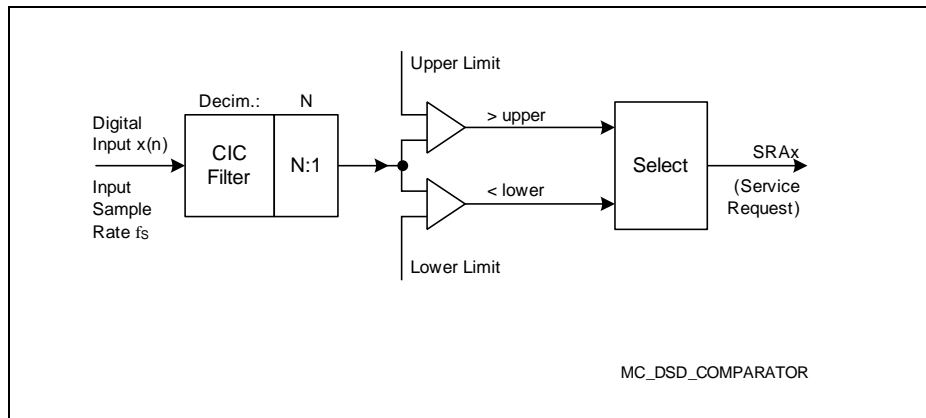 Upper Limit
Decim.: N
Digital
Input x(n)
Input
Sample
Rate fS
CIC
Filter
N:1
> upper
< lower
Lower Limit
Select
SRAx
(Service
Request)
MC_DSD_COMPARATOR